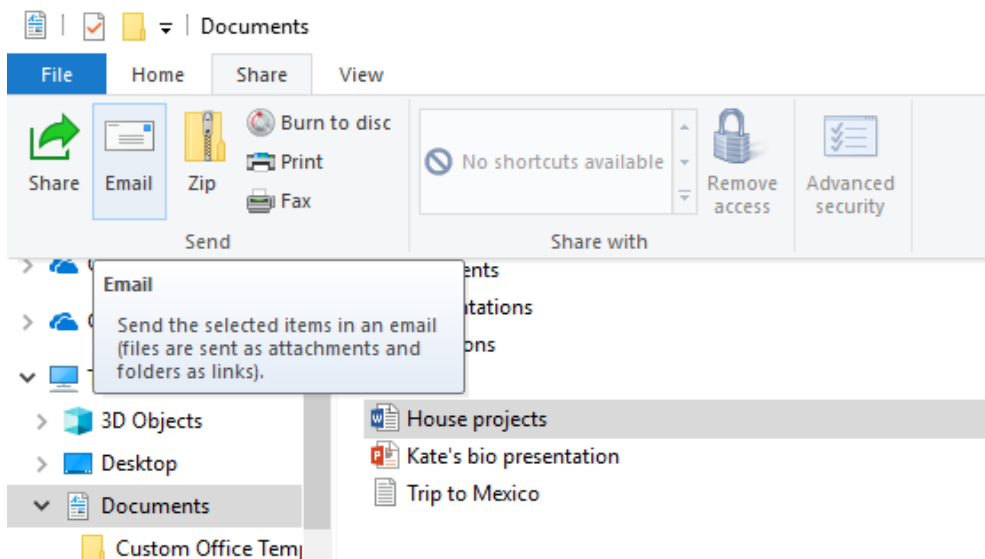 Documents
File Home Share View
Share Email Zip Burn to disc
Print
Fax
No shortcuts available
Remove access
Advanced security
Send Share with
Email
Send the selected items in an email
(files are sent as attachments and
folders as links).
3D Objects
Desktop
Documents
Custom Office
House projects
Kate's bio presentation
Trip to Mexico